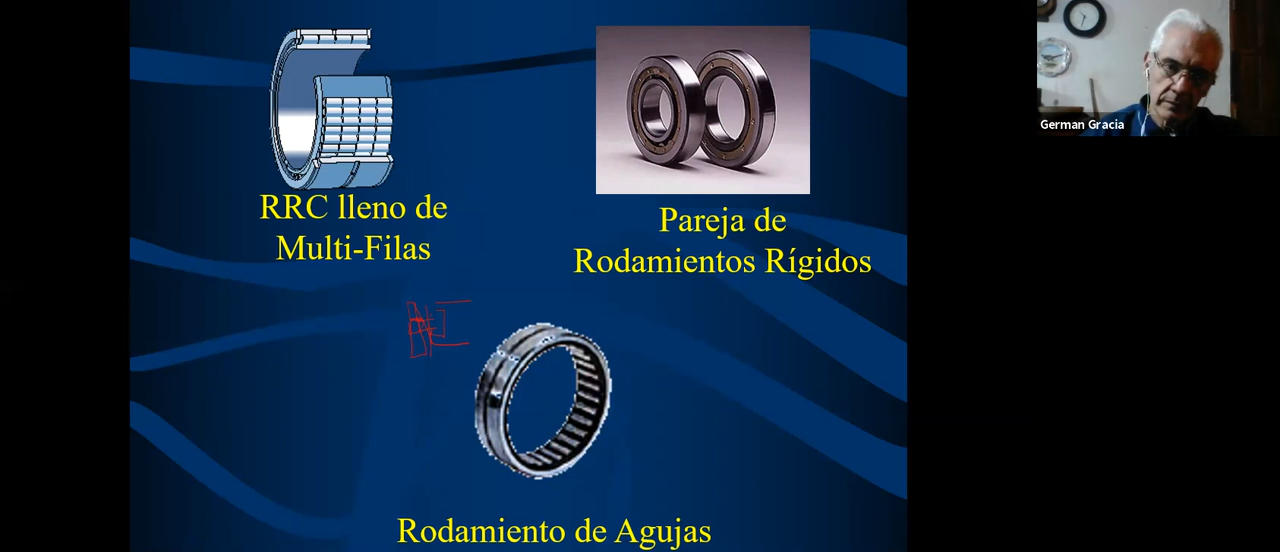 German Gracia
RRC lleno de
Multi-Filas
Pareja de
Rodamientos Rígidos
Rodamiento de Agujas